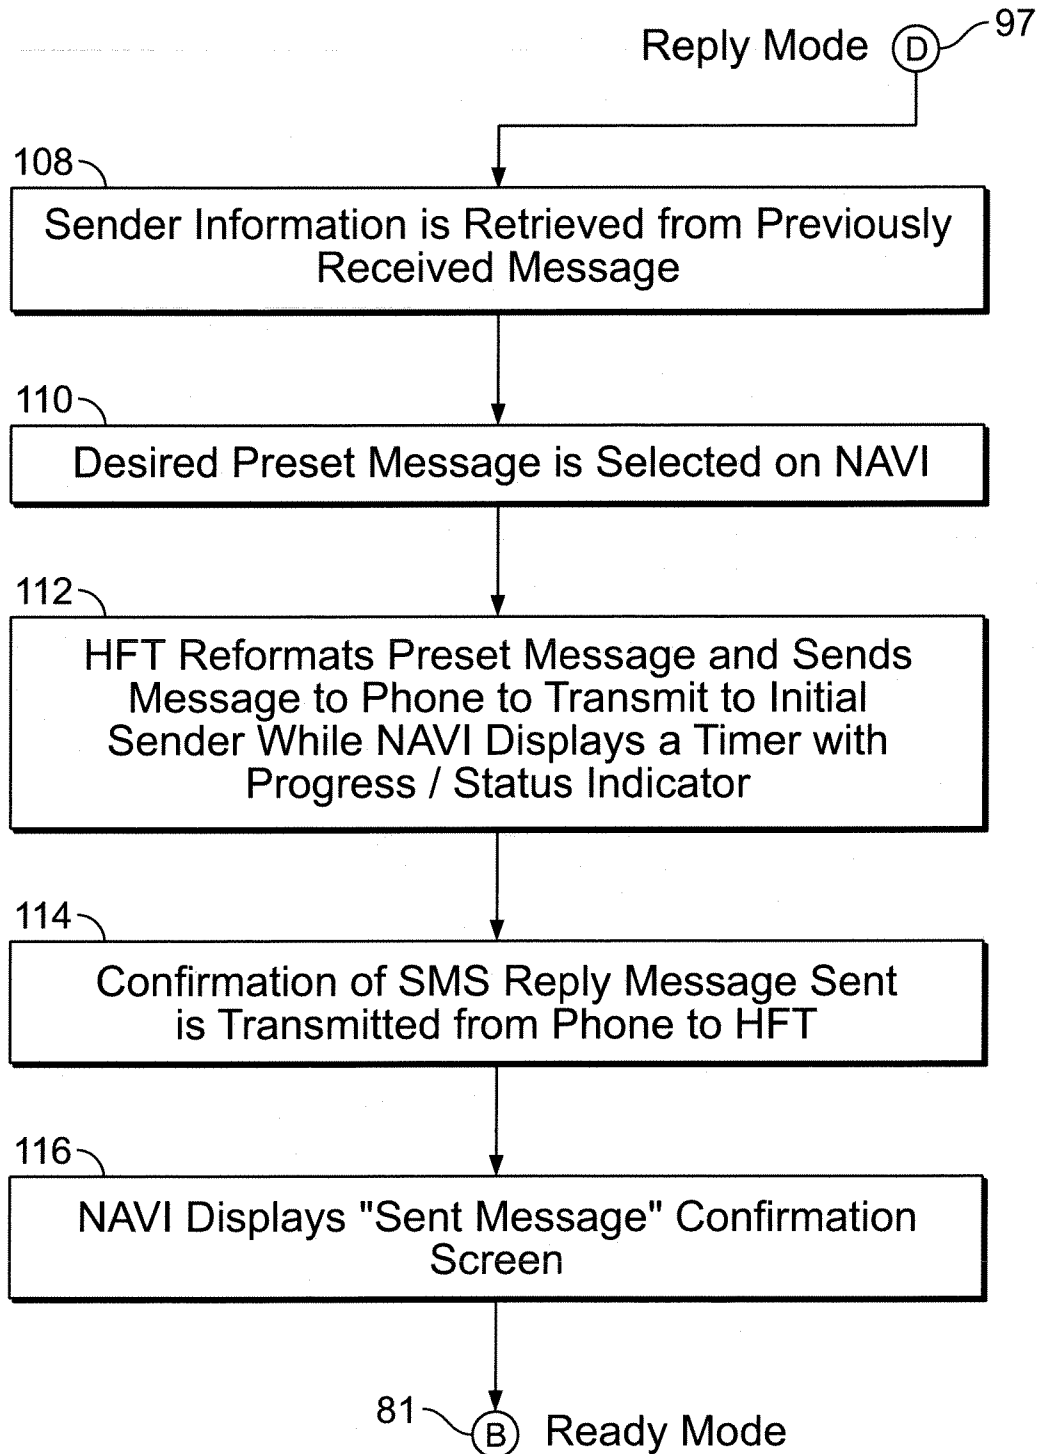 Reply Mode D 97
108
Sender Information is Retrieved from Previously
Received Message
110
Desired Preset Message is Selected on NAVI
112
HFT Reformats Preset Message and Sends
Message to Phone to Transmit to Initial
Sender While NAVI Displays a Timer with
Progress / Status Indicator
114
Confirmation of SMS Reply Message Sent
is Transmitted from Phone to HFT
116
NAVI Displays "Sent Message" Confirmation
Screen
81 B Ready Mode